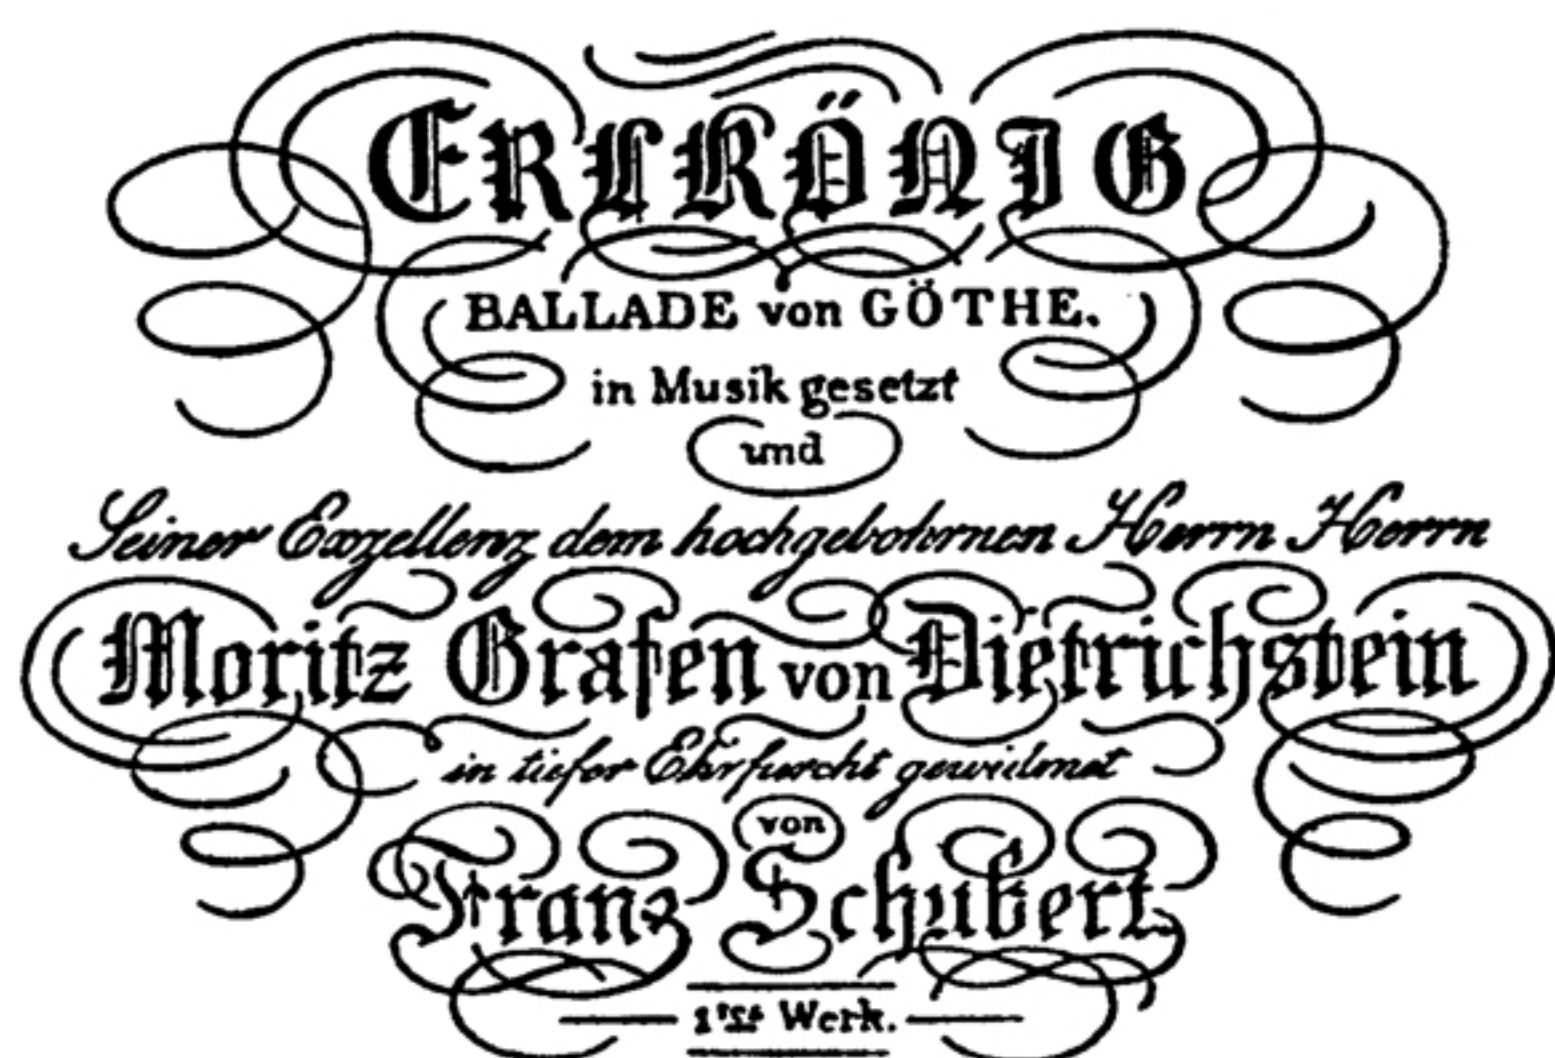 ERLKÖNIG
BALLADE von GÖTHE.
in Musik gesetzt
und
Seiner Exzellenz dem hochgebohrnen Herrn Herrn
Moritz Grafen von Dietrichstein
in tiefer Ehrfurcht gewidmet
von
Franz Schubert
1tes Werk.